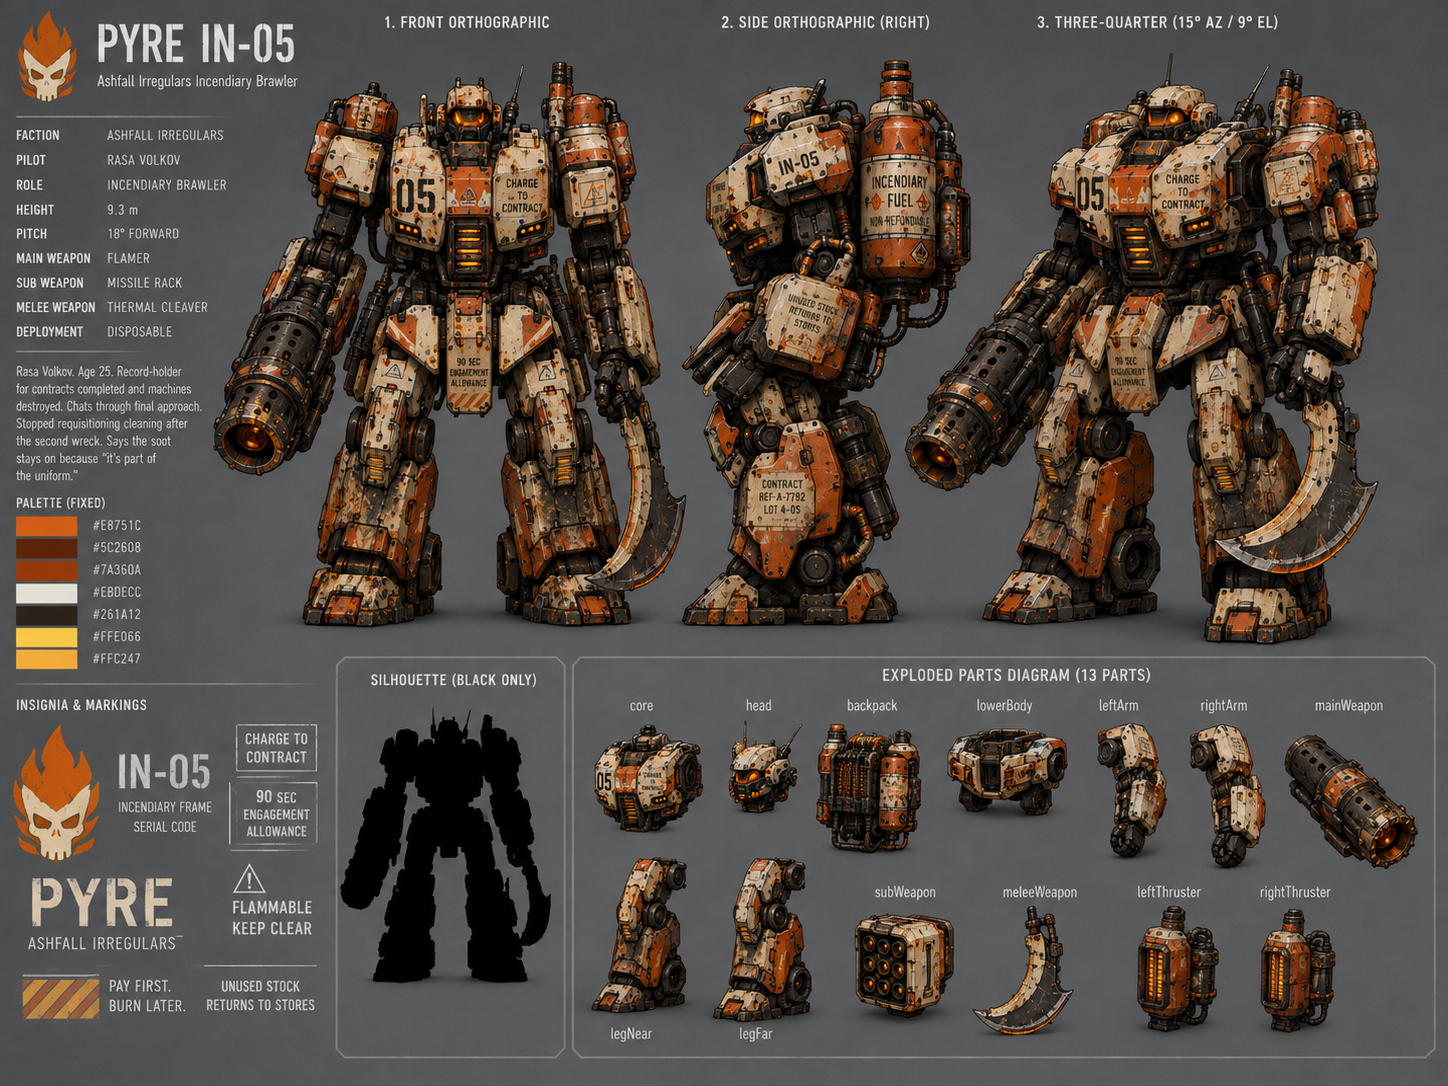 PYRE IN-05
Ashfall Irregulars Incendiary Brawler
FACTION ASHFALL IRREGULARS
PILOT RASA VOLKOV
ROLE INCENDIARY BRAWLER
HEIGHT 9.3 m
PITCH 18° FORWARD
MAIN WEAPON FLAMER
SUB WEAPON MISSILE RACK
MELEE WEAPON THERMAL CLEAVER
DEPLOYMENT DISPOSABLE
Rasa Volkov. Age 25. Record-holder
for contracts completed and machines
destroyed. Chats through final approach.
Stopped requisitioning cleaning after
the second wreck. Says the soot
stays on because "it's part of
the uniform."
PALETTE (FIXED)
#E8751C
#5C2608
#7A360A
#EBDECC
#261A12
#FFE066
#FFC247
INSIGNIA & MARKINGS
IN-05
INCENDIARY FRAME
SERIAL CODE
CHARGE TO
CONTRACT
90 SEC
ENGAGEMENT
ALLOWANCE
PYRE
ASHFALL IRREGULARS
FLAMMABLE
KEEP CLEAR
PAY FIRST.
BURN LATER.
UNUSED STOCK
RETURNS TO STORES
1. FRONT ORTHOGRAPHIC
05
CHARGE
TO
CONTRACT
90 SEC
ENGAGEMENT
ALLOWANCE
2. SIDE ORTHOGRAPHIC (RIGHT)
IN-05
INCENDIARY
FUEL
NON-REFUNDABLE
UNUSED STOCK
RETURNS TO
STORES
CONTRACT
REF-A-7792
LOT 4-05
3. THREE-QUARTER (15° AZ / 9° EL)
05
CHARGE
TO
CONTRACT
90 SEC
ENGAGEMENT
ALLOWANCE
SILHOUETTE (BLACK ONLY)
EXPLODED PARTS DIAGRAM (13 PARTS)
core
head
backpack
lowerBody
leftArm
rightArm
mainWeapon
05
legNear
legFar
subWeapon
meleeWeapon
leftThruster
rightThruster